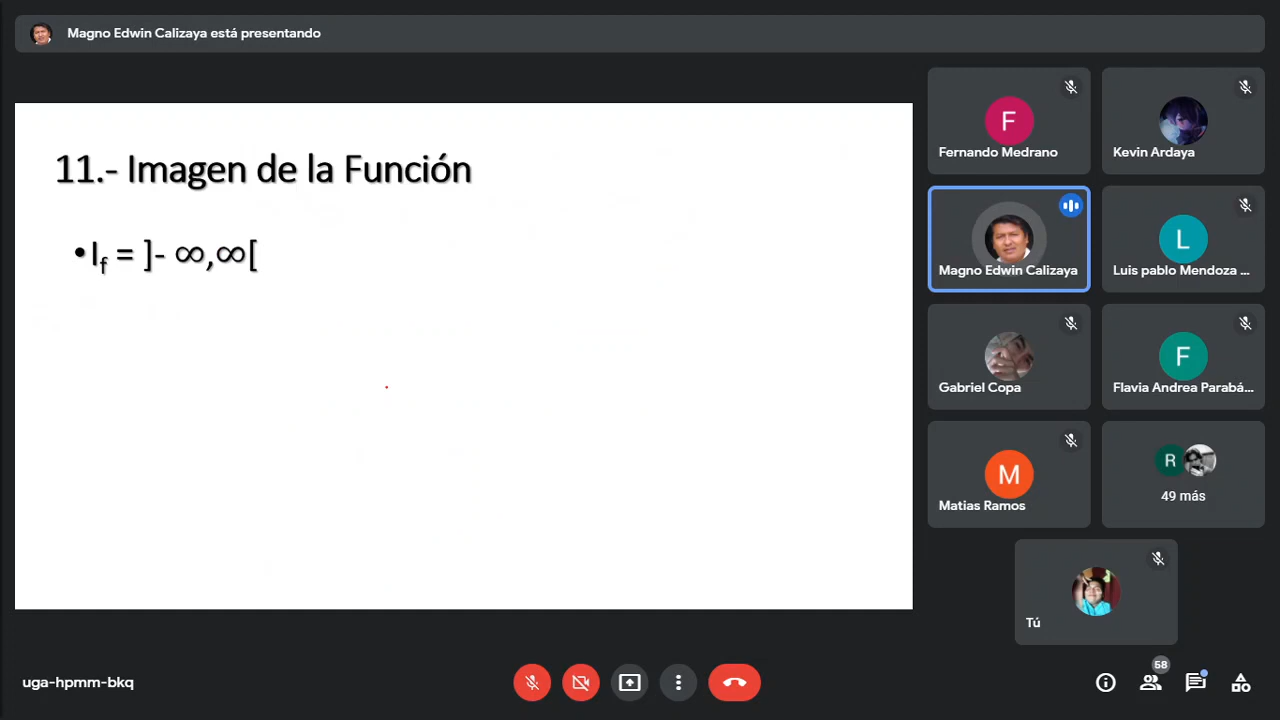 Magno Edwin Calizaya está presentando
11.- Imagen de la Función
•If = ]- ∞,∞[
F
Fernando Medrano
Kevin Ardaya
Magno Edwin Calizaya
L
Luis pablo Mendoza ...
Gabriel Copa
F
Flavia Andrea Parabá...
M
Matias Ramos
R
49 más
Tú
uga-hpmm-bkq
58